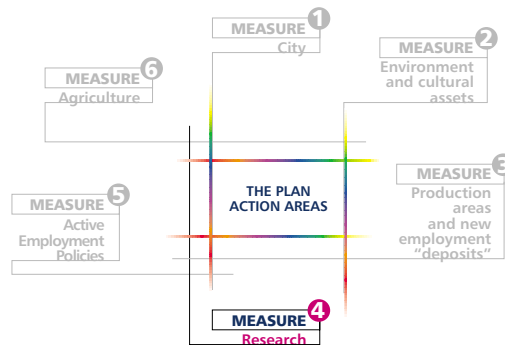 MEASURE 1
City
MEASURE 2
Environment
and cultural
assets
MEASURE 6
Agriculture
THE PLAN
ACTION AREAS
MEASURE 3
Production
areas
and new
employment
“deposits”
MEASURE 5
Active
Employment
Policies
MEASURE 4
Research